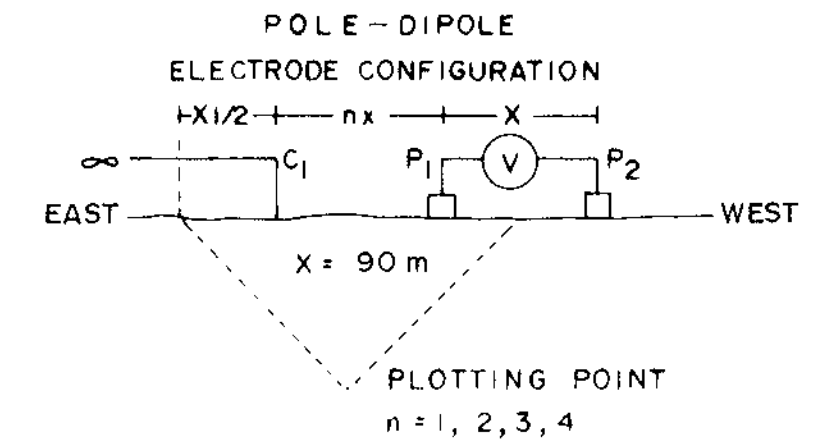 POLE-DIPOLE
ELECTRODE CONFIGURATION
X1/2 nx X
∞ C1 P1 V P2
EAST WEST
X = 90 m
PLOTTING POINT
n = 1, 2, 3, 4